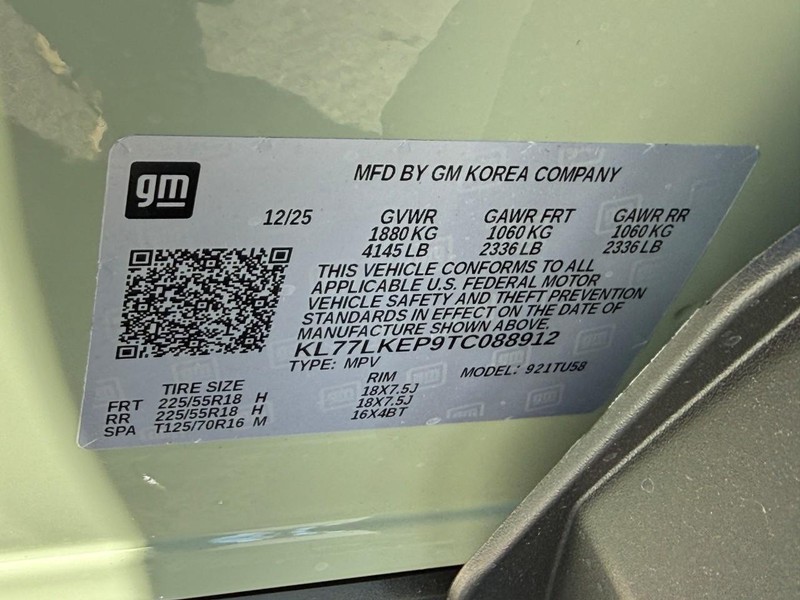 gm
MFD BY GM KOREA COMPANY
12/25 GVWR GAWR FRT GAWR RR
1880 KG 1060 KG 1060 KG
4145 LB 2336 LB 2336 LB
THIS VEHICLE CONFORMS TO ALL
APPLICABLE U.S. FEDERAL MOTOR
VEHICLE SAFETY AND THEFT PREVENTION
STANDARDS IN EFFECT ON THE DATE OF
MANUFACTURE SHOWN ABOVE.
KL77LKEP9TC088912
TYPE: MPV MODEL: 921TU58
TIRE SIZE RIM
FRT 225/55R18 H 18X7.5J
RR 225/55R18 H 18X7.5J
SPA T125/70R16 M 16X4BT